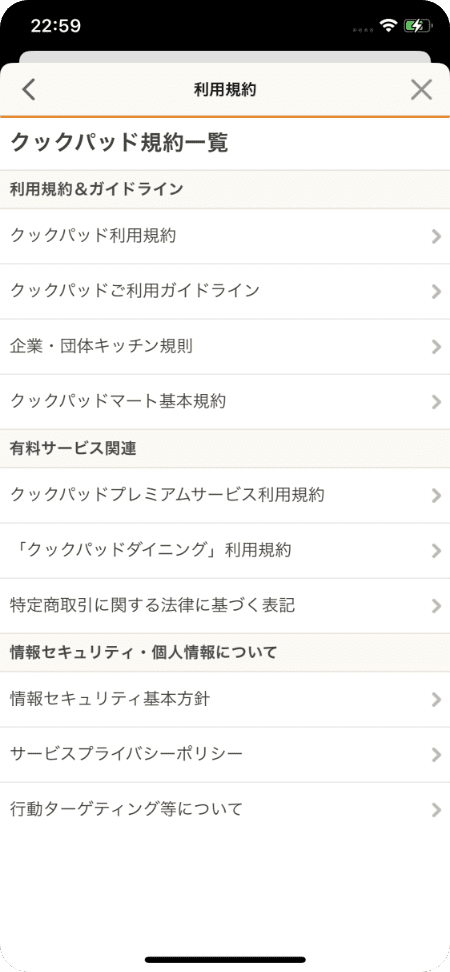 22:59
利用規約
クックパッド規約一覧
利用規約＆ガイドライン
クックパッド利用規約
クックパッドご利用ガイドライン
企業・団体キッチン規則
クックパッドマート基本規約
有料サービス関連
クックパッドプレミアムサービス利用規約
「クックパッドダイニング」利用規約
特定商取引に関する法律に基づく表記
情報セキュリティ・個人情報について
情報セキュリティ基本方針
サービスプライバシーポリシー
行動ターゲティング等について